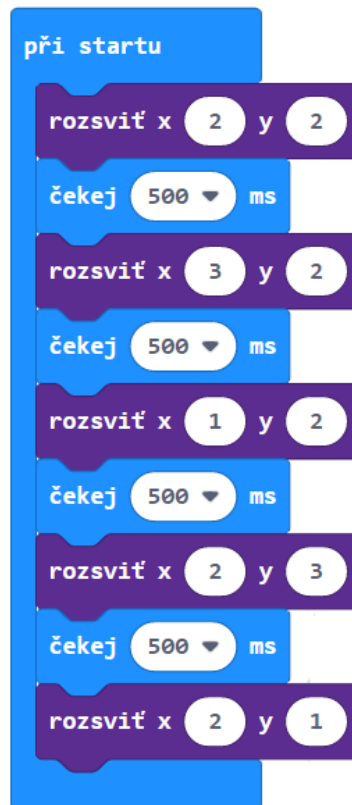 při startu
rozsviť x 2 y 2
čekej 500 ms
rozsviť x 3 y 2
čekej 500 ms
rozsviť x 1 y 2
čekej 500 ms
rozsviť x 2 y 3
čekej 500 ms
rozsviť x 2 y 1